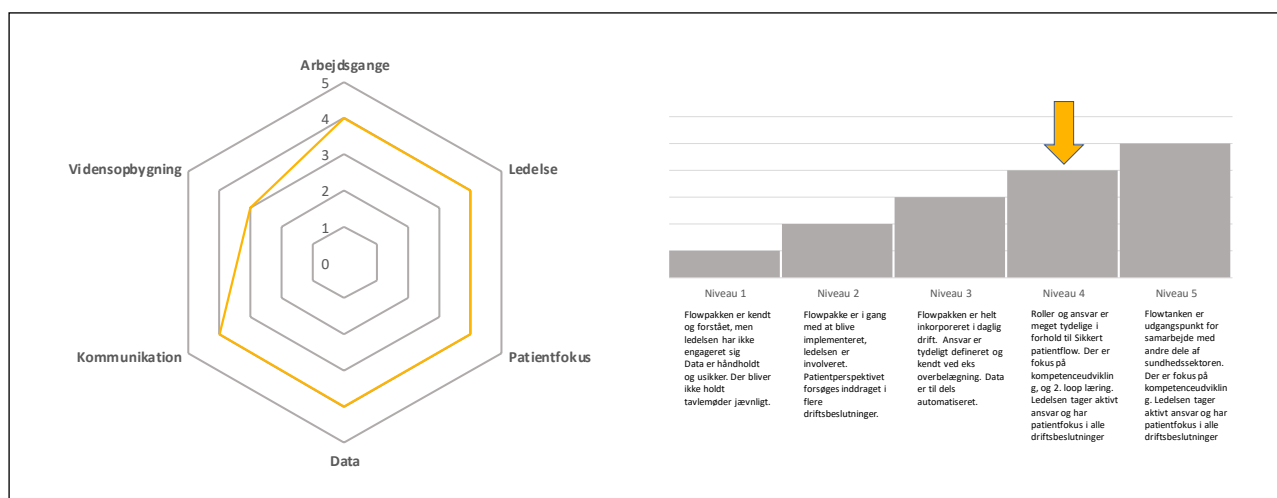 Arbejdsgange
5
4
3
2
1
0
Vidensopbygning
Ledelse
Kommunikation
Patientfokus
Data
Niveau 1
Flowpakken er kendt
og forstået, men
ledelsen har ikke
engageret sig
Data er håndholdt
og usikker. Der bliver
ikke holdt
tavlemøder jævnligt.
Niveau 2
Flowpakke er i gang
med at blive
implementeret,
ledelsen er
involveret.
Patientperspektivet
forsøges inddraget i
flere
driftsbeslutninger.
Niveau 3
Flowpakken er helt
inkorporeret i daglig
drift.  Ansvar er
tydeligt defineret og
kendt ved eks
overbelægning. Data
er til dels
automatiseret.
Niveau 4
Roller og ansvar er
meget tydelige i
forhold til Sikkert
patientflow. Der er
fokus på
kompetenceudviklin
g, og 2. loop læring.
Ledelsen tager aktivt
ansvar og har
patientfokus i alle
driftsbeslutninger
Niveau 5
Flowtanken er
udgangspunkt for
samarbejde med
andre dele af
sundhedssektoren.
Der er fokus på
kompetenceudviklin
g. Ledelsen tager
aktivt ansvar og har
patientfokus i alle
driftsbeslutninger